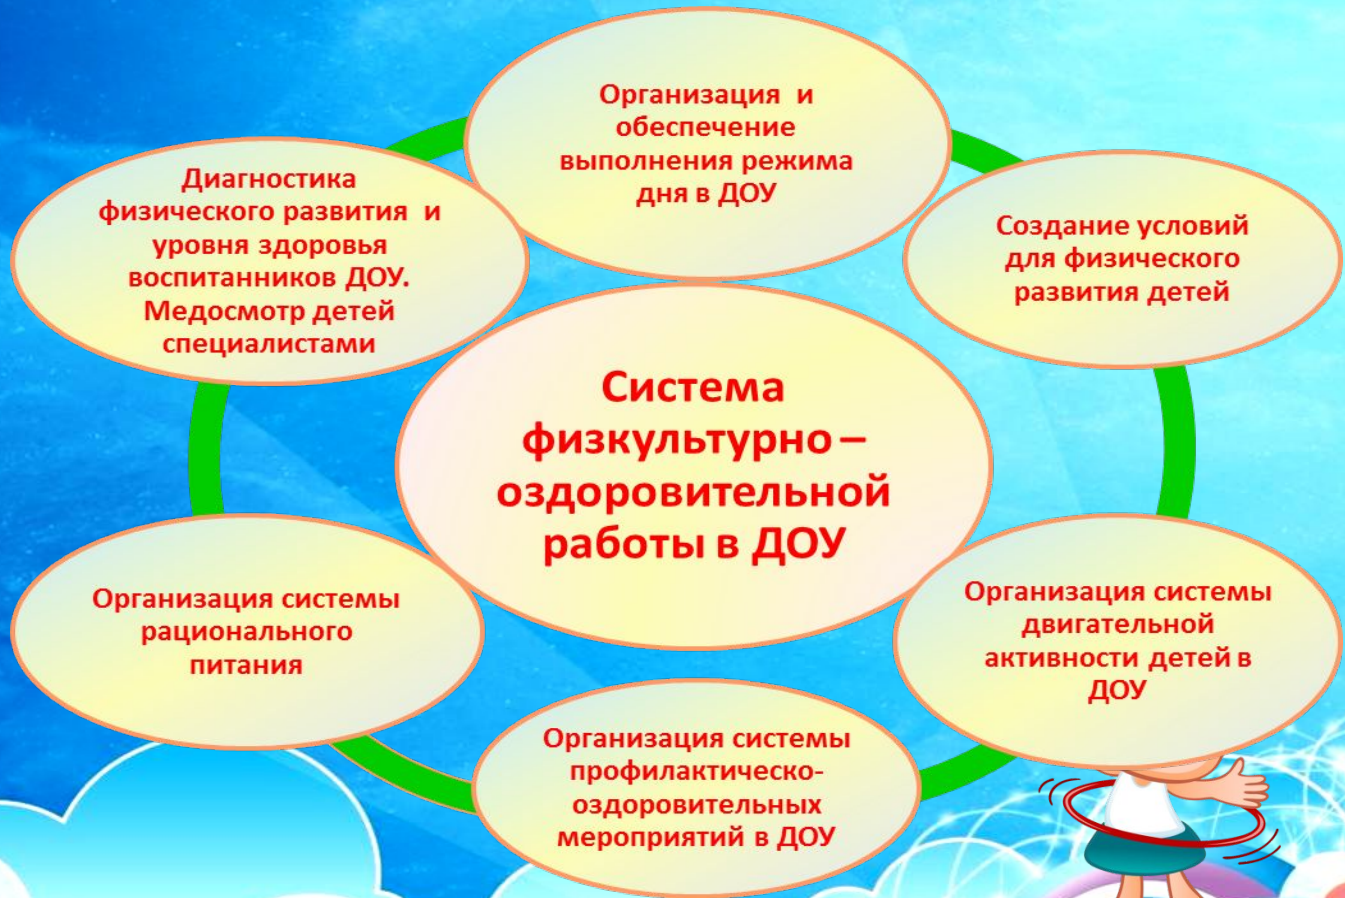 Организация и
обеспечение
выполнения режима
дня в ДОУ
Диагностика
физического развития и
уровня здоровья
воспитанников ДОУ.
Медосмотр детей
специалистами
Создание условий
для физического
развития детей
Система
физкультурно –
оздоровительной
работы в ДОУ
Организация системы
рационального
питания
Организация системы
двигательной
активности детей в
ДОУ
Организация системы
профилактическо-
оздоровительных
мероприятий в ДОУ